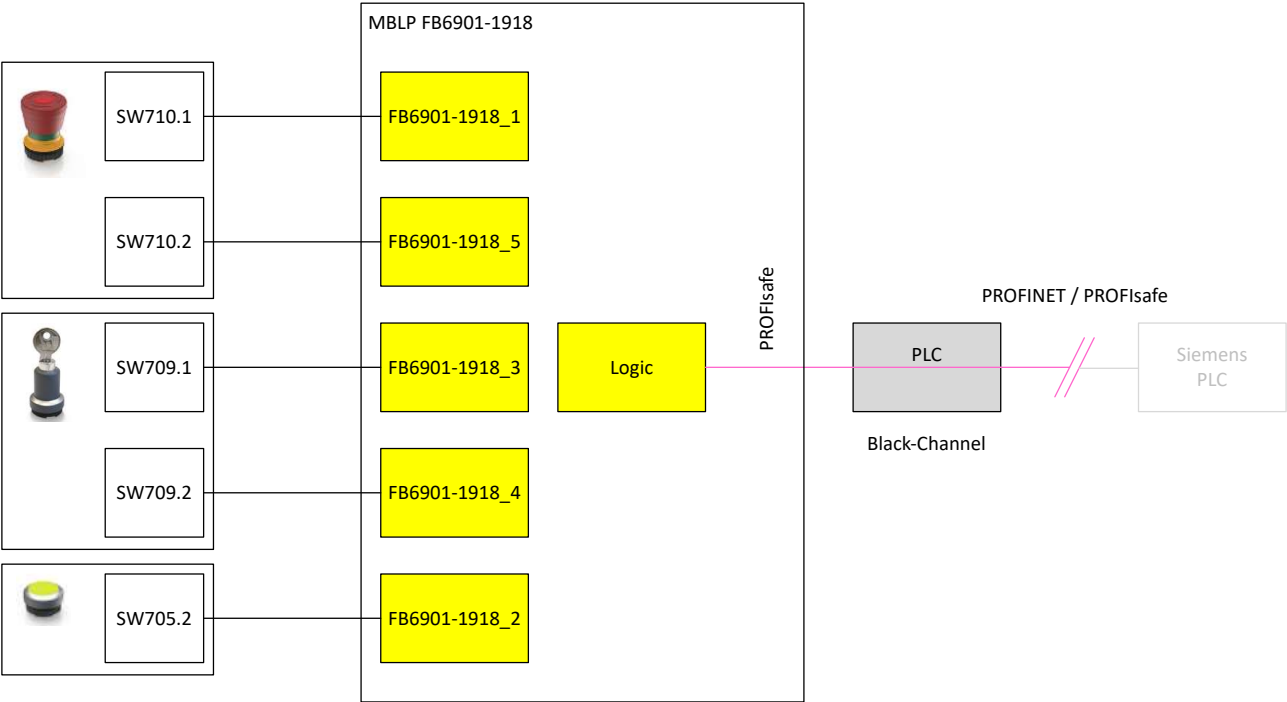 MBLP FB6901-1918
SW710.1
FB6901-1918_1
SW710.2
FB6901-1918_5
PROFIsafe
PROFINET / PROFIsafe
SW709.1
FB6901-1918_3
Logic
PLC
Siemens
PLC
Black-Channel
SW709.2
FB6901-1918_4
SW705.2
FB6901-1918_2